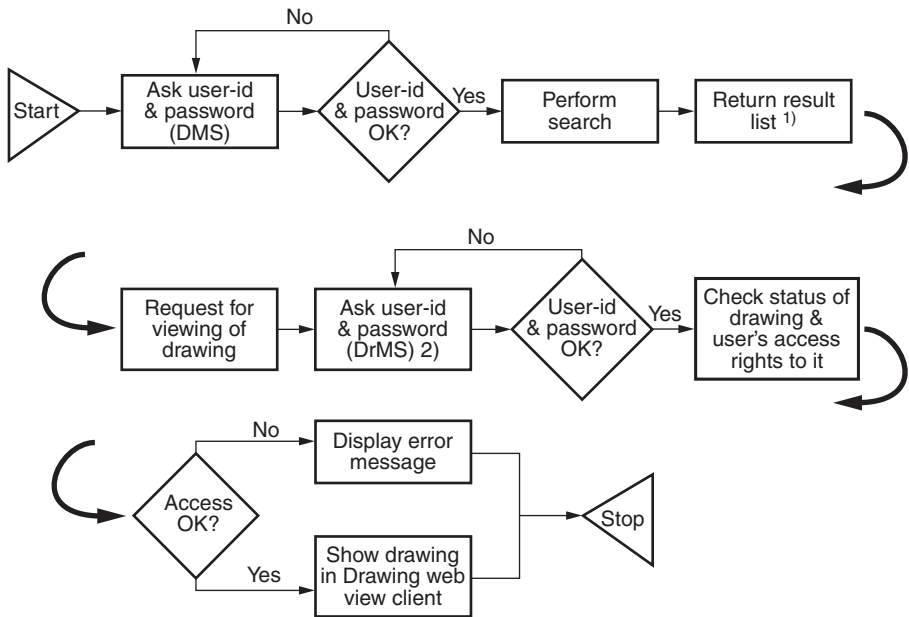 No
Start
Ask user-id
& password
(DMS)
User-id
& password
OK?
Yes
Perform
search
Return result
list 1)
No
Request for
viewing of
drawing
Ask user-id
& password
(DrMS) 2)
User-id
& password
OK?
Yes
Check status of
drawing &
user's access
rights to it
No
Display error
message
Access
OK?
Stop
Yes
Show drawing
in Drawing web
view client